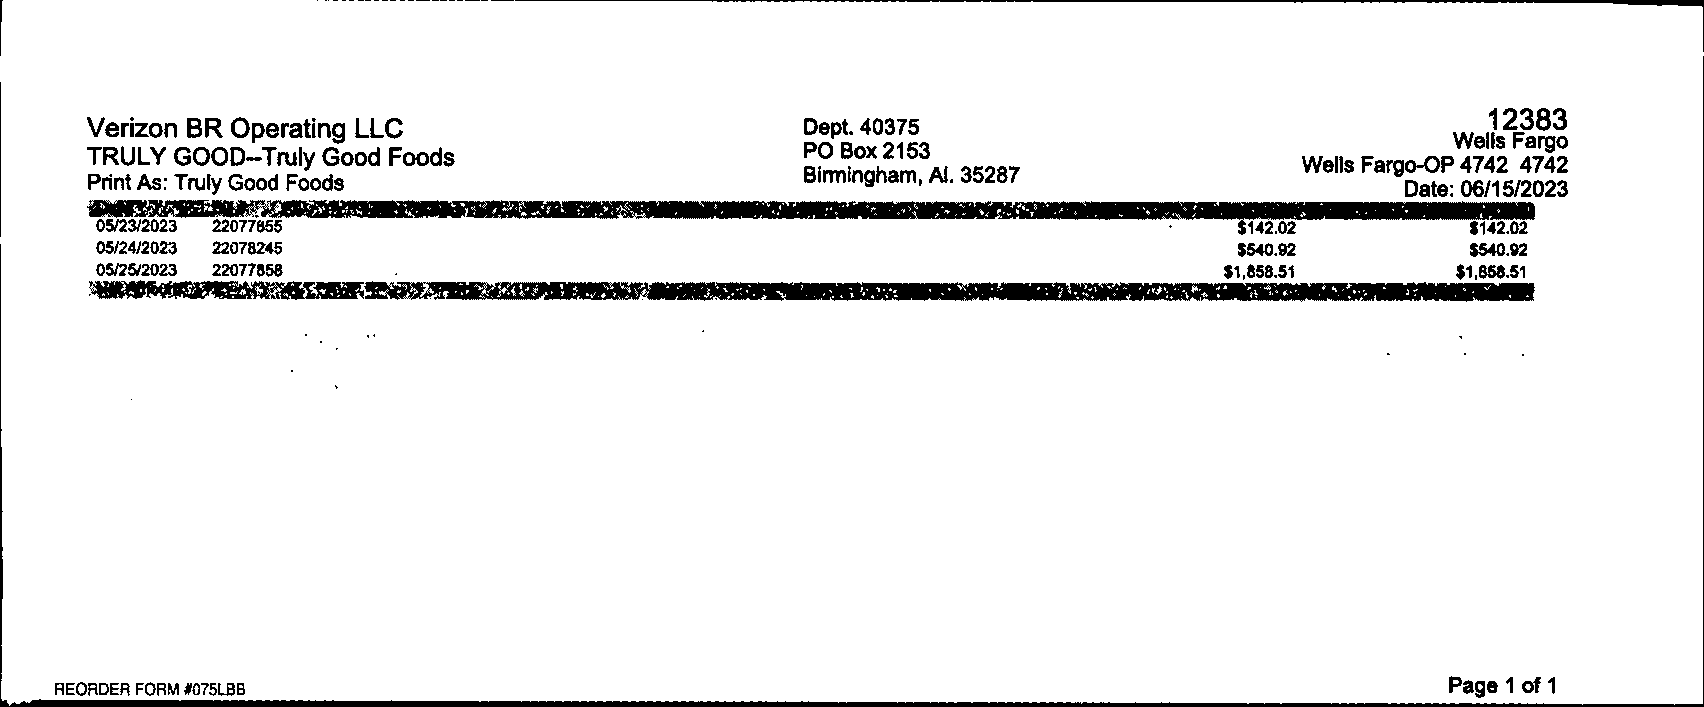 Verizon BR Operating LLC
TRULY GOOD--Truly Good Foods
Print As: Truly Good Foods
Dept. 40375
PO Box 2153
Birmingham, Al. 35287
12383
Wells Fargo
Wells Fargo-OP 4742 4742
Date: 06/15/2023
05/23/2023 22077855 $142.02 $142.02
05/24/2023 22078245 $540.92 $540.92
05/25/2023 22077858 $1,858.51 $1,858.51
REORDER FORM #075LBB
Page 1 of 1